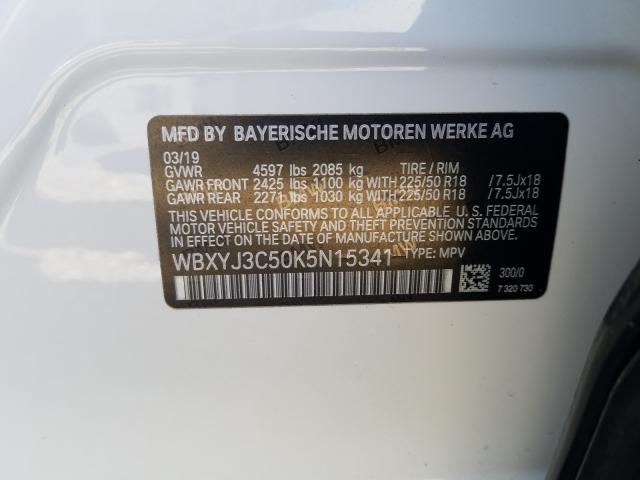 MFD BY BAYERISCHE MOTOREN WERKE AG
03/19
GVWR 4597 lbs 2085 kg TIRE / RIM
GAWR FRONT 2425 lbs 1100 kg WITH 225/50 R18 /7.5Jx18
GAWR REAR 2271 lbs 1030 kg WITH 225/50 R18 /7.5Jx18
THIS VEHICLE CONFORMS TO ALL APPLICABLE U. S. FEDERAL
MOTOR VEHICLE SAFETY AND THEFT PREVENTION STANDARDS
IN EFFECT ON THE DATE OF MANUFACTURE SHOWN ABOVE.
WBXYJ3C50K5N15341 TYPE: MPV
300/0
7 320 730